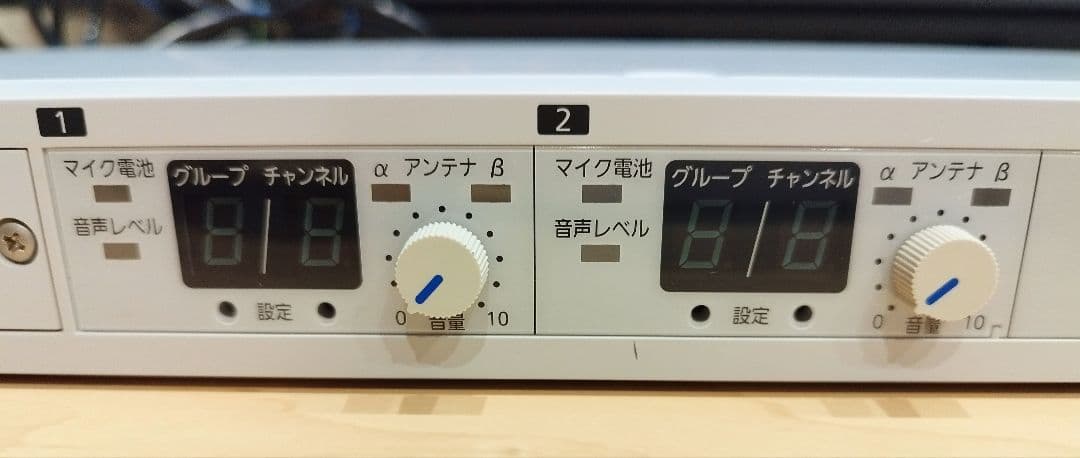 1
マイク電池
音声レベル
グループ チャンネル
設定
α アンテナ β
0 音量 10
2
マイク電池
音声レベル
グループ チャンネル
設定
α アンテナ β
0 音量 10